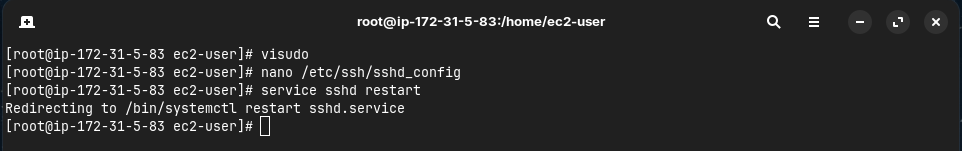 root@ip-172-31-5-83:/home/ec2-user
[root@ip-172-31-5-83 ec2-user]# visudo
[root@ip-172-31-5-83 ec2-user]# nano /etc/ssh/sshd_config
[root@ip-172-31-5-83 ec2-user]# service sshd restart
Redirecting to /bin/systemctl restart sshd.service
[root@ip-172-31-5-83 ec2-user]#